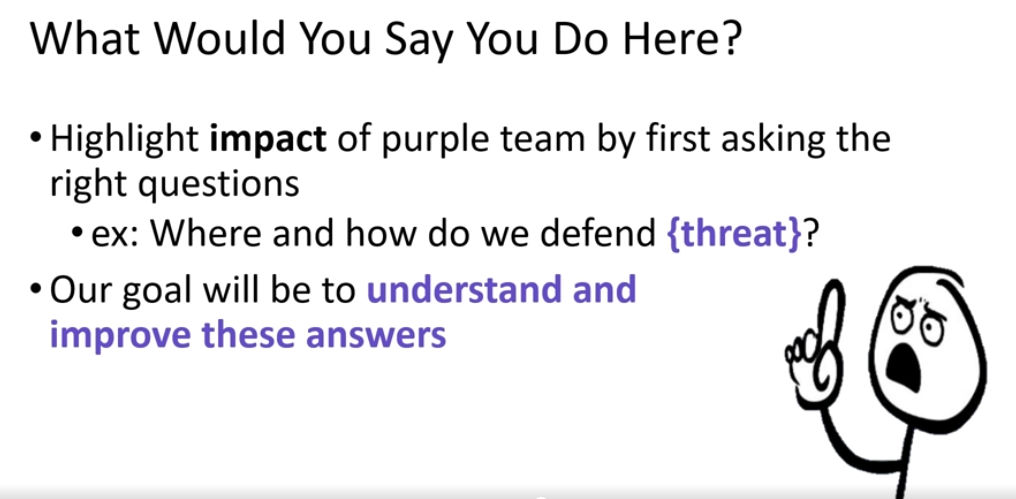 What Would You Say You Do Here?
• Highlight impact of purple team by first asking the
right questions
• ex: Where and how do we defend {threat}?
• Our goal will be to understand and
improve these answers